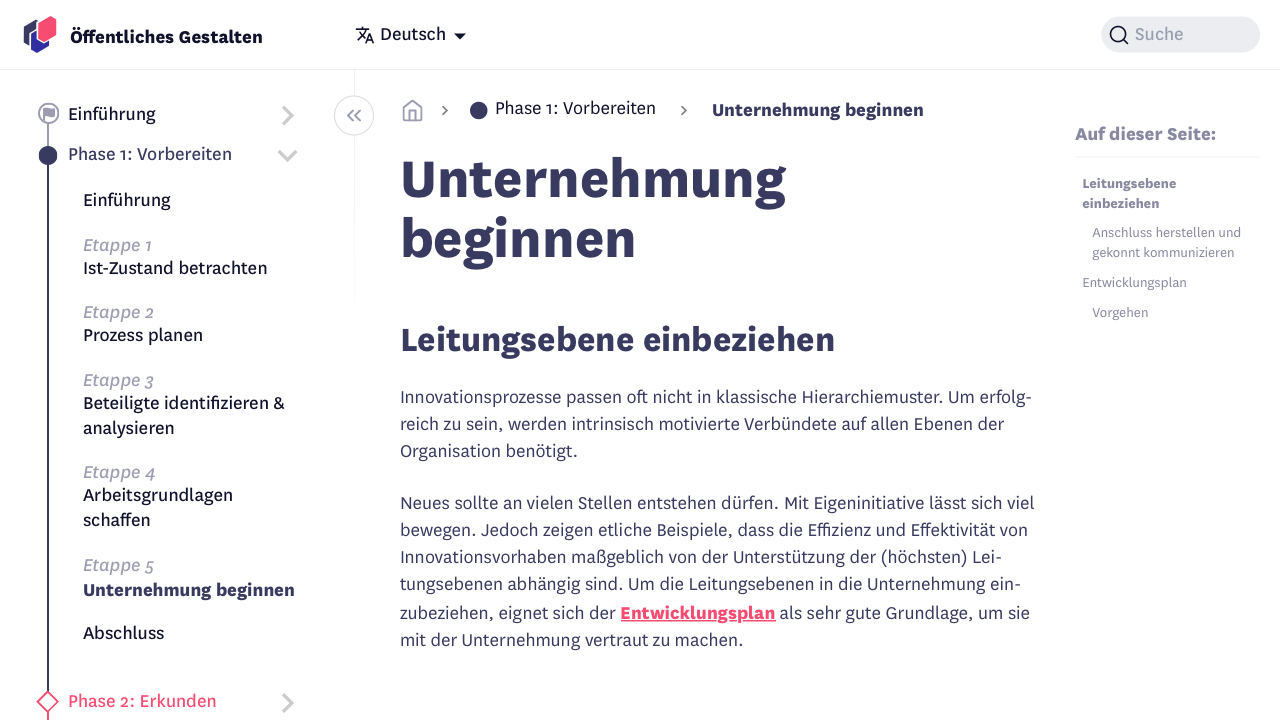 Öffentliches Gestalten
Deutsch
Suche
Einführung
Phase 1: Vorbereiten
Einführung
Etappe 1
Ist-Zustand betrachten
Etappe 2
Prozess planen
Etappe 3
Beteiligte identifizieren &
analysieren
Etappe 4
Arbeitsgrundlagen
schaffen
Etappe 5
Unternehmung beginnen
Abschluss
Phase 2: Erkunden
Phase 1: Vorbereiten
Unternehmung beginnen
Unternehmung
beginnen
Leitungsebene einbeziehen
Innovationsprozesse passen oft nicht in klassische Hierarchiemuster. Um erfolg-
reich zu sein, werden intrinsisch motivierte Verbündete auf allen Ebenen der
Organisation benötigt.
Neues sollte an vielen Stellen entstehen dürfen. Mit Eigeninitiative lässt sich viel
bewegen. Jedoch zeigen etliche Beispiele, dass die Effizienz und Effektivität von
Innovationsvorhaben maßgeblich von der Unterstützung der (höchsten) Lei-
tungsebenen abhängig sind. Um die Leitungsebenen in die Unternehmung ein-
zubeziehen, eignet sich der Entwicklungsplan als sehr gute Grundlage, um sie
mit der Unternehmung vertraut zu machen.
Auf dieser Seite:
Leitungsebene
einbeziehen
Anschluss herstellen und
gekonnt kommunizieren
Entwicklungsplan
Vorgehen